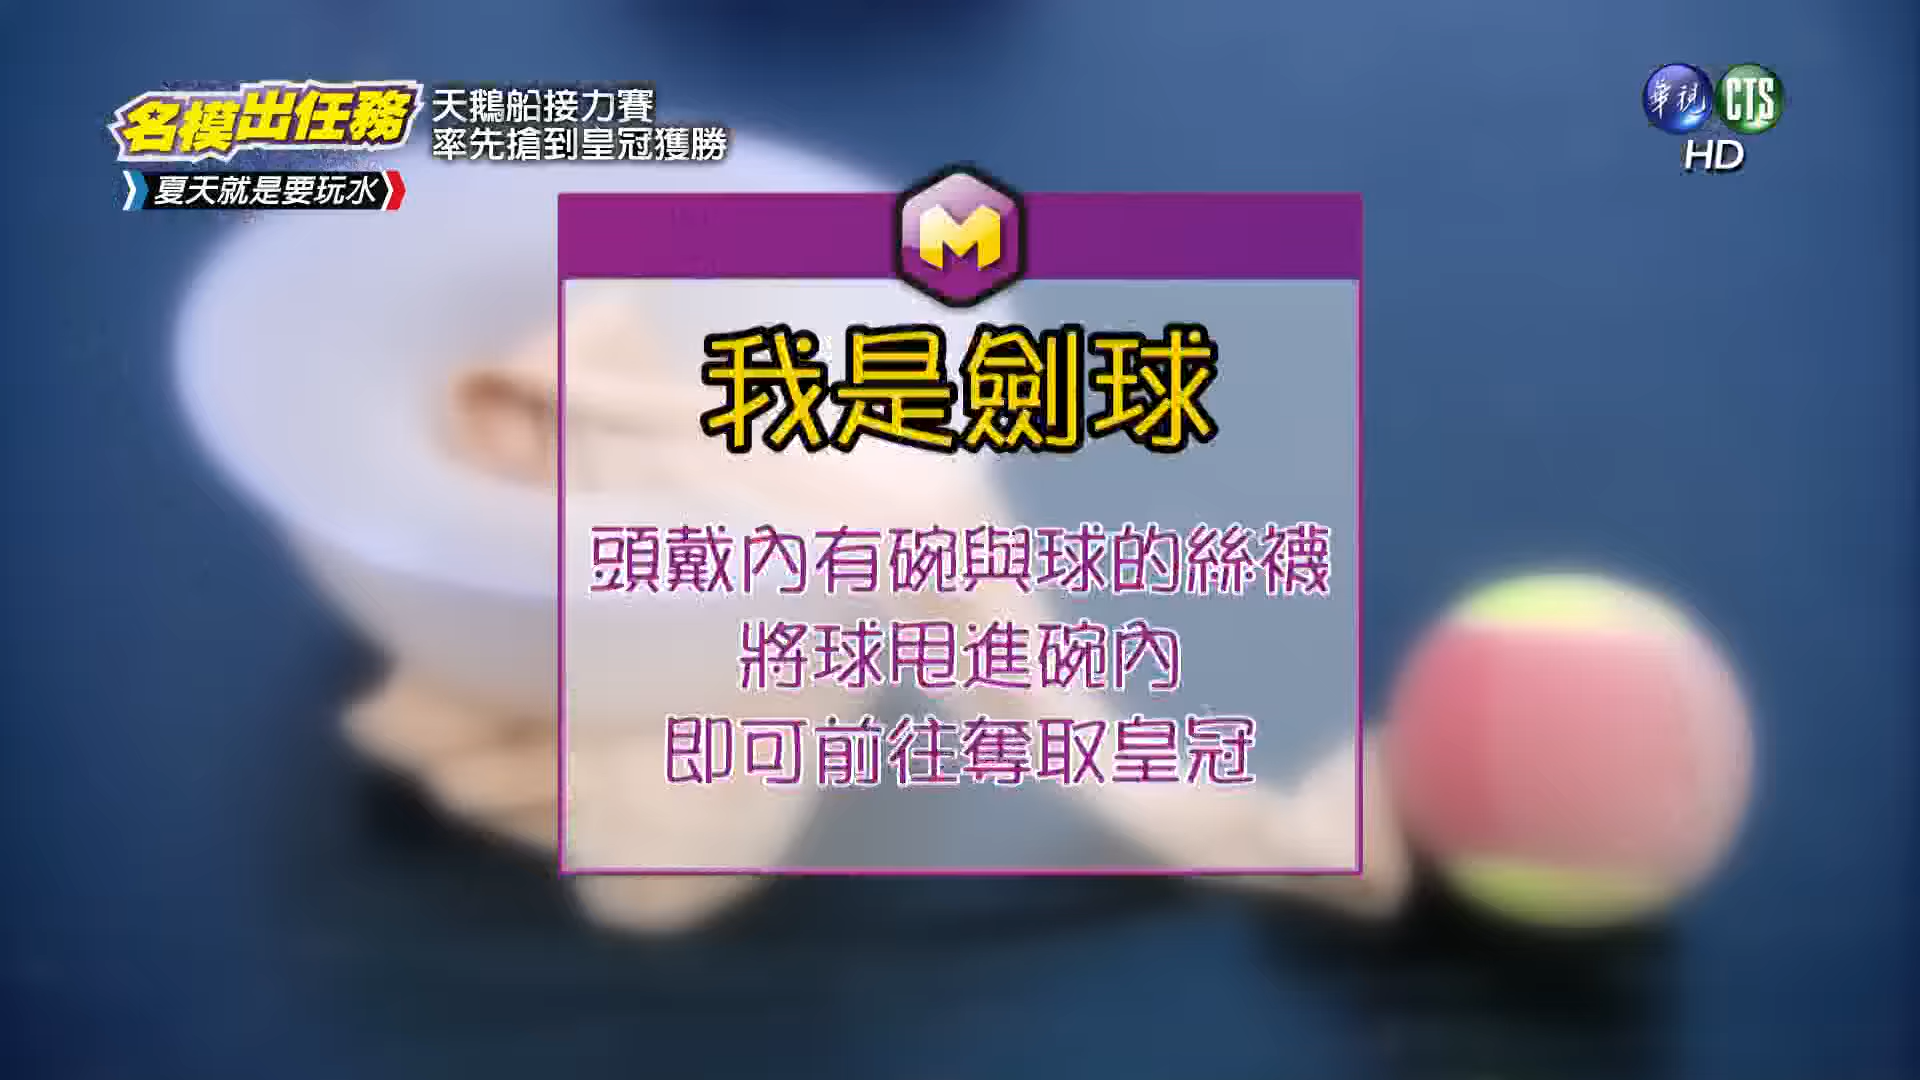 名模出任務
天鵝船接力賽
率先搶到皇冠獲勝
夏天就是要玩水
華視 CTS
HD
M
我是劍球
頭戴內有碗與球的絲襪
將球甩進碗內
即可前往奪取皇冠